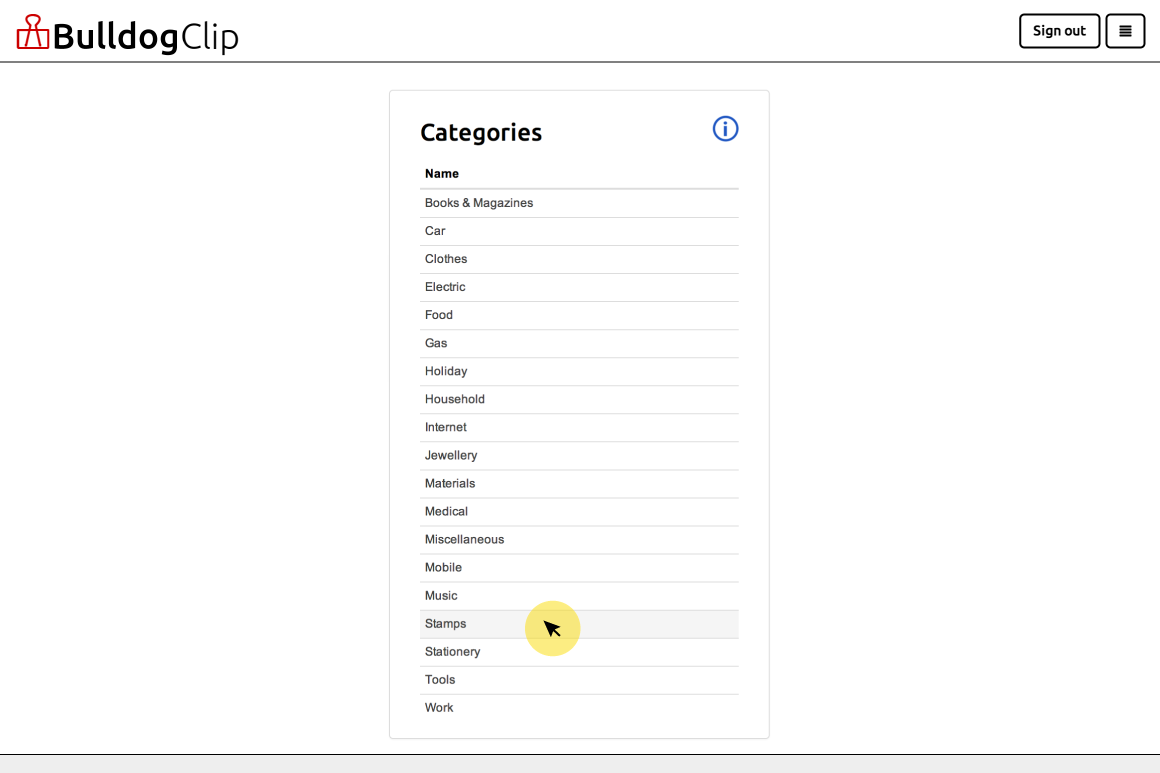 BulldogClip
Sign out
Categories
Name
Books & Magazines
Car
Clothes
Electric
Food
Gas
Holiday
Household
Internet
Jewellery
Materials
Medical
Miscellaneous
Mobile
Music
Stamps
Stationery
Tools
Work